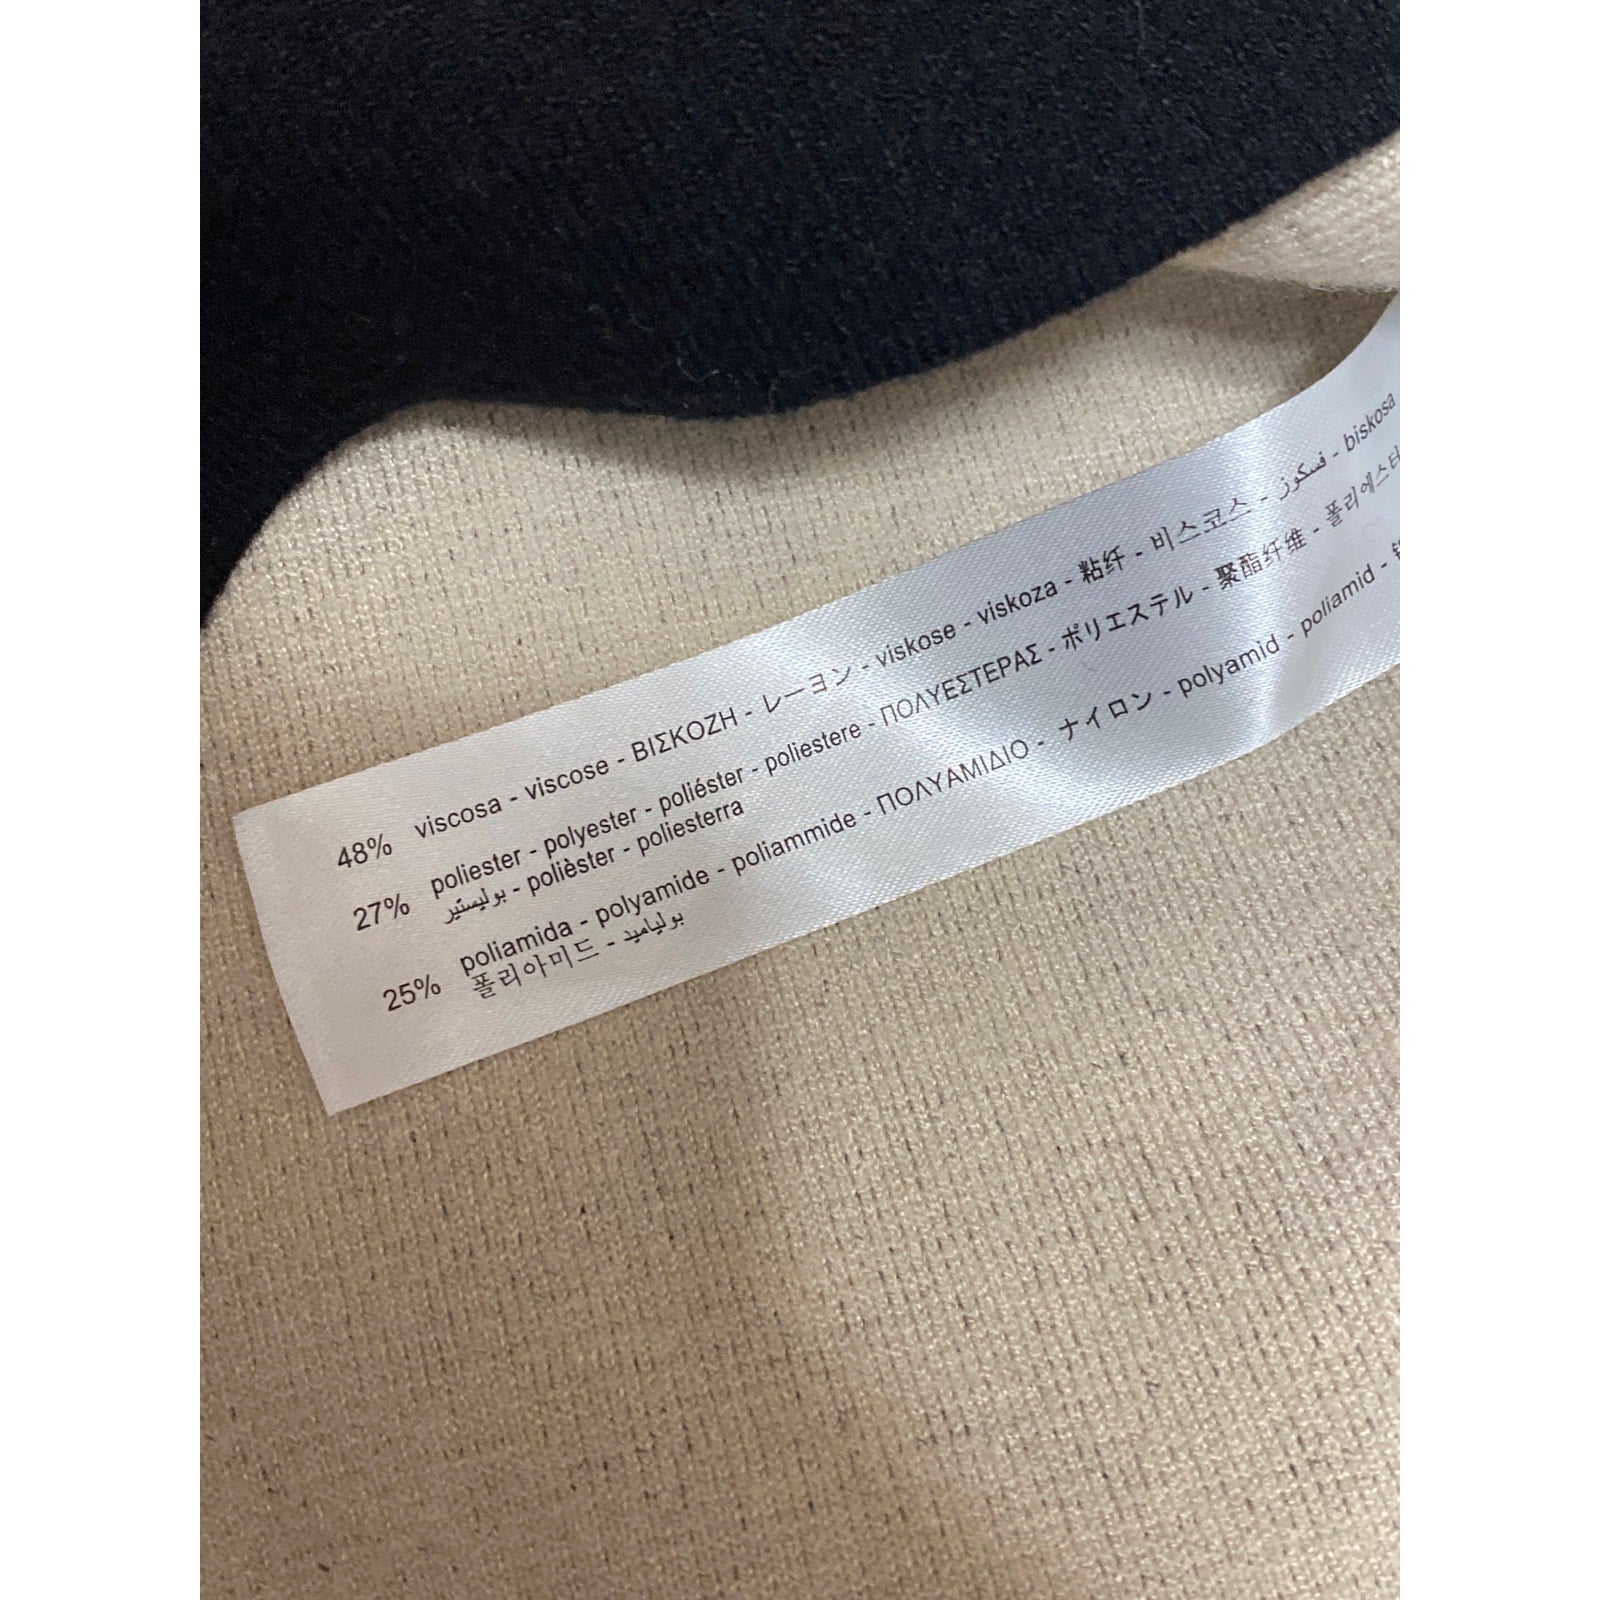 48% viscosa - viscose - ΒΙΣΚΟΖΗ - レーヨン - viskose - viskoza - 粘纤 - 비스코스 - فسكوز - biskosa
27% poliester - polyester - poliéster - poliestere - ΠΟΛΥΕΣΤΕΡΑΣ - ポリエステル - 聚酯纤维 - 폴리에스터
بوليستير - polièster - poliesterra
25% poliamida - polyamide - poliammide - ΠΟΛΥΑΜΙΔΙΟ - ナイロン - polyamid - poliamid -
폴리아미드 - بولياميد